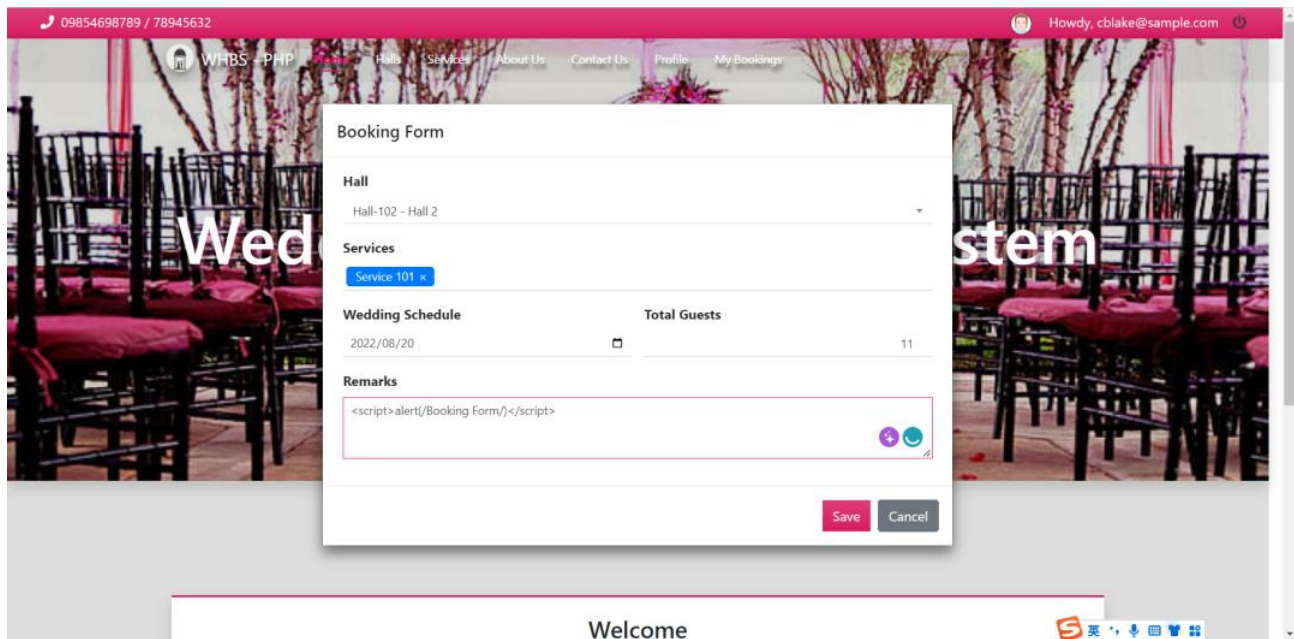 09854698789 / 78945632
Howdy, cblake@sample.com
WHBS - PHP
Halls
Services
About Us
Contact Us
Profile
My Bookings
Booking Form
Hall
Hall-102 - Hall 2
Wed
stem
Services
Service 101 ×
Wedding Schedule
Total Guests
2022/08/20
11
Remarks
<script>alert(/Booking Form/)</script>
Save
Cancel
Welcome
S 英